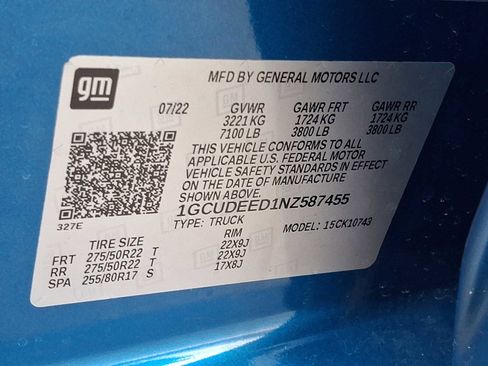 gm
MFD BY GENERAL MOTORS LLC
07/22 GVWR GAWR FRT GAWR RR
3221 KG 1724 KG 1724 KG
7100 LB 3800 LB 3800 LB
THIS VEHICLE CONFORMS TO ALL
APPLICABLE U.S. FEDERAL MOTOR
VEHICLE SAFETY STANDARDS IN EFFECT
ON THE DATE OF MANUFACTURE
SHOWN ABOVE.
1GCUDEED1NZ587455
327E
TYPE: TRUCK MODEL: 15CK10743
TIRE SIZE RIM
FRT 275/50R22 T 22X9J
RR 275/50R22 T 22X9J
SPA 255/80R17 S 17X8J